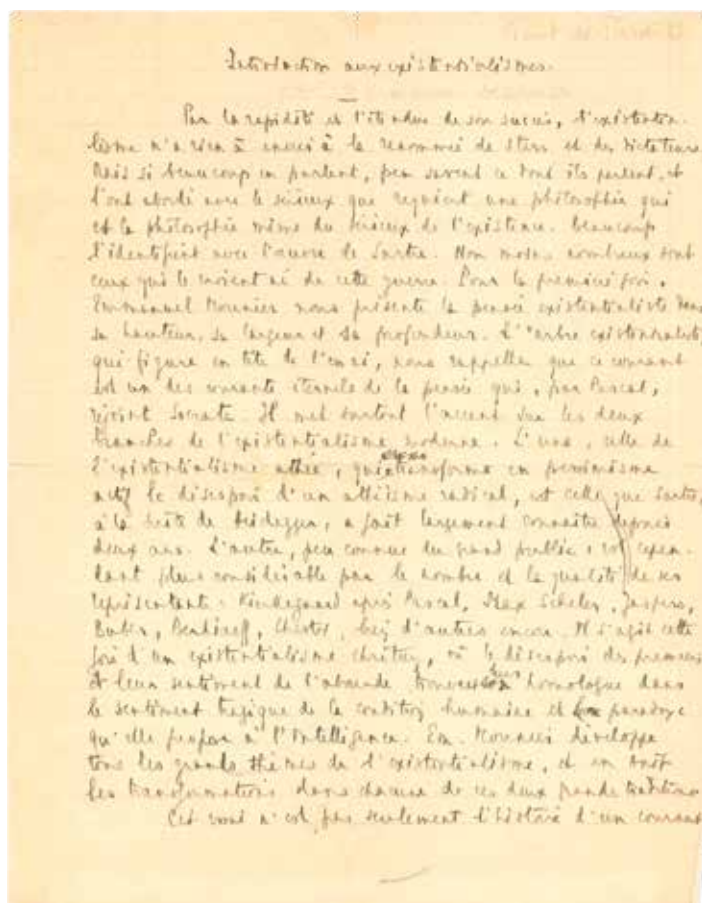 Introduction aux existentialismes.
Par la rapidité et l'étendue de son succès, l'existentia-
lisme n'a rien à envier à la renommée de stars et des dictateurs.
Mais si beaucoup en parlent, peu savent ce dont ils parlent, et
l'ont abordé avec le sérieux que requiert une philosophie qui
est la philosophie même du sérieux de l'existence. Beaucoup
l'identifient avec l'œuvre de Sartre. Non moins nombreux sont
ceux qui le croient né de cette guerre. Pour la première fois,
Emmanuel Mounier nous présente la pensée existentialiste dans
sa hauteur, sa largeur et sa profondeur. L'"arbre existentialiste"
qui figure en tête de l'essai, nous rappelle que ce courant
est un des courants éternels de la pensée qui, par Pascal,
rejoint Socrate. Il met surtout l'accent sur les deux
branches de l'existentialisme moderne. L'une, celle de
l'existentialisme athée, qui transforme en pessimisme
actif le désespoir d'un athéisme radical, est celle que Sartre,
à la suite de Heidegger, a fait largement connaître depuis
deux ans. L'autre, peu connue du grand public, est cepen-
dant plus considérable par le nombre et la qualité de ses
représentants. Kierkegaard après Pascal, Max Scheler, Jaspers,
Buber, Berdiaeff, Chestov, bien d'autres encore. Il s'agit cette
fois d'un existentialisme chrétien, où le désespoir des premiers
et leur sentiment de l'absurde homologue dans
le sentiment tragique de la condition humaine et paradoxe
qu'elle propose à l'intelligence. Em. Mounier développe
tous les grands thèmes de l'existentialisme, et en suit
les transformations dans chacune de ces deux grandes traditions.
Cet essai n'est pas seulement l'histoire d'un courant